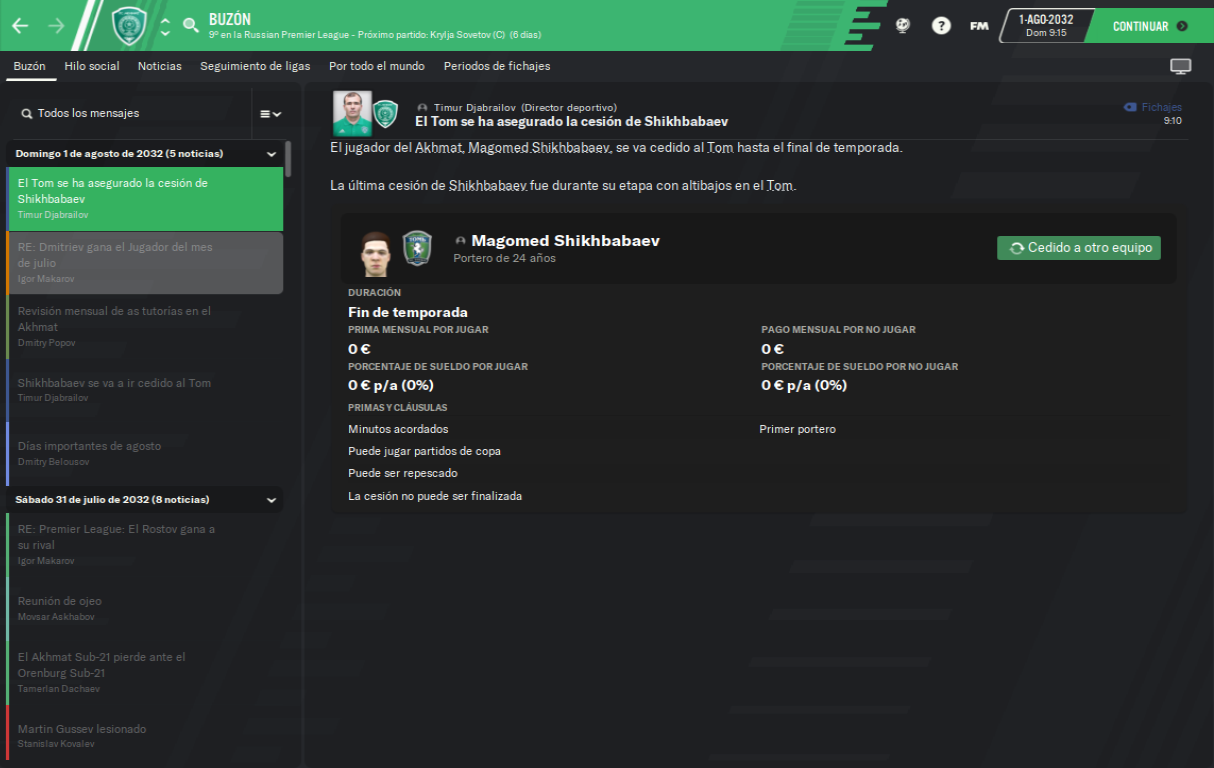 BUZÓN
9º en la Russian Premier League - Próximo partido: Krylja Sovetov (C) (6 días)
?
FM
1-AGO-2032
Dom 9:15
CONTINUAR
Buzón Hilo social Noticias Seguimiento de ligas Por todo el mundo Periodos de fichajes
Todos los mensajes
Domingo 1 de agosto de 2032 (5 noticias)
El Tom se ha asegurado la cesión de
Shikhbabaev
Timur Djabrailov
RE: Dmitriev gana el Jugador del mes
de julio
Igor Makarov
Revisión mensual de as tutorías en el
Akhmat
Dmitry Popov
Shikhbabaev se va a ir cedido al Tom
Timur Djabrailov
Días importantes de agosto
Dmitry Belousov
Sábado 31 de julio de 2032 (8 noticias)
RE: Premier League: El Rostov gana a
su rival
Igor Makarov
Reunión de ojeo
Movsar Askhabov
El Akhmat Sub-21 pierde ante el
Orenburg Sub-21
Tamerlan Dachaev
Martin Gussev lesionado
Stanislav Kovalev
Timur Djabrailov (Director deportivo)
El Tom se ha asegurado la cesión de Shikhbabaev
Fichajes
9:10
El jugador del Akhmat, Magomed Shikhbabaev, se va cedido al Tom hasta el final de temporada.
La última cesión de Shikhbabaev fue durante su etapa con altibajos en el Tom.
Magomed Shikhbabaev
Portero de 24 años
Cedido a otro equipo
DURACIÓN
Fin de temporada
PRIMA MENSUAL POR JUGAR PAGO MENSUAL POR NO JUGAR
0 € 0 €
PORCENTAJE DE SUELDO POR JUGAR PORCENTAJE DE SUELDO POR NO JUGAR
0 € p/a (0%) 0 € p/a (0%)
PRIMAS Y CLÁUSULAS
Minutos acordados Primer portero
Puede jugar partidos de copa
Puede ser repescado
La cesión no puede ser finalizada